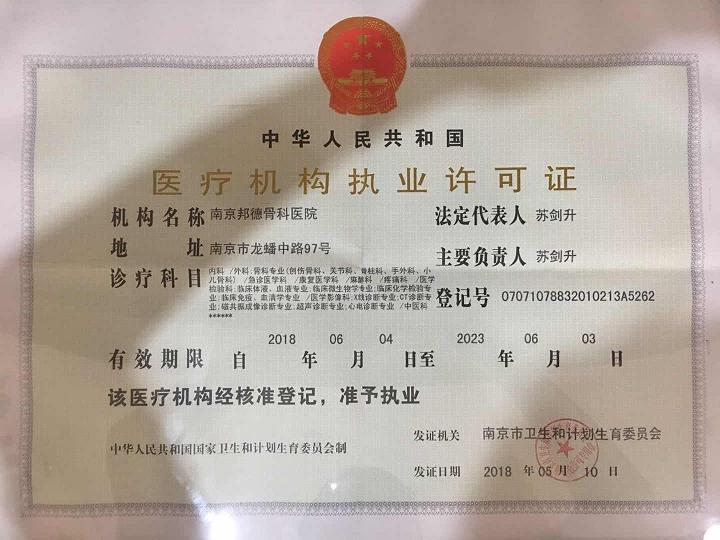 中华人民共和国
医疗机构执业许可证
机构名称 南京邦德骨科医院 法定代表人 苏剑升
地址 南京市龙蟠中路97号 主要负责人 苏剑升
诊疗科目 内科 /外科:骨科专业(创伤骨科、关节科、脊柱科、手外科、小
儿骨科) /急诊医学科 /康复医学科 /麻醉科 /疼痛科 /医学
检验科:临床体液、血液专业;临床微生物学专业;临床化学检验专
业;临床免疫、血清学专业 /医学影像科:X线诊断专业;CT诊断专
业;磁共振成像诊断专业;超声诊断专业;心电诊断专业 /中医科
******
登记号 07071078832010213A5262
有效期限 自 2018 年 06 月 04 日至 2023 年 06 月 03 日
该医疗机构经核准登记，准予执业
发证机关 南京市卫生和计划生育委员会
中华人民共和国国家卫生和计划生育委员会制
发证日期 2018 年 05 月 10 日